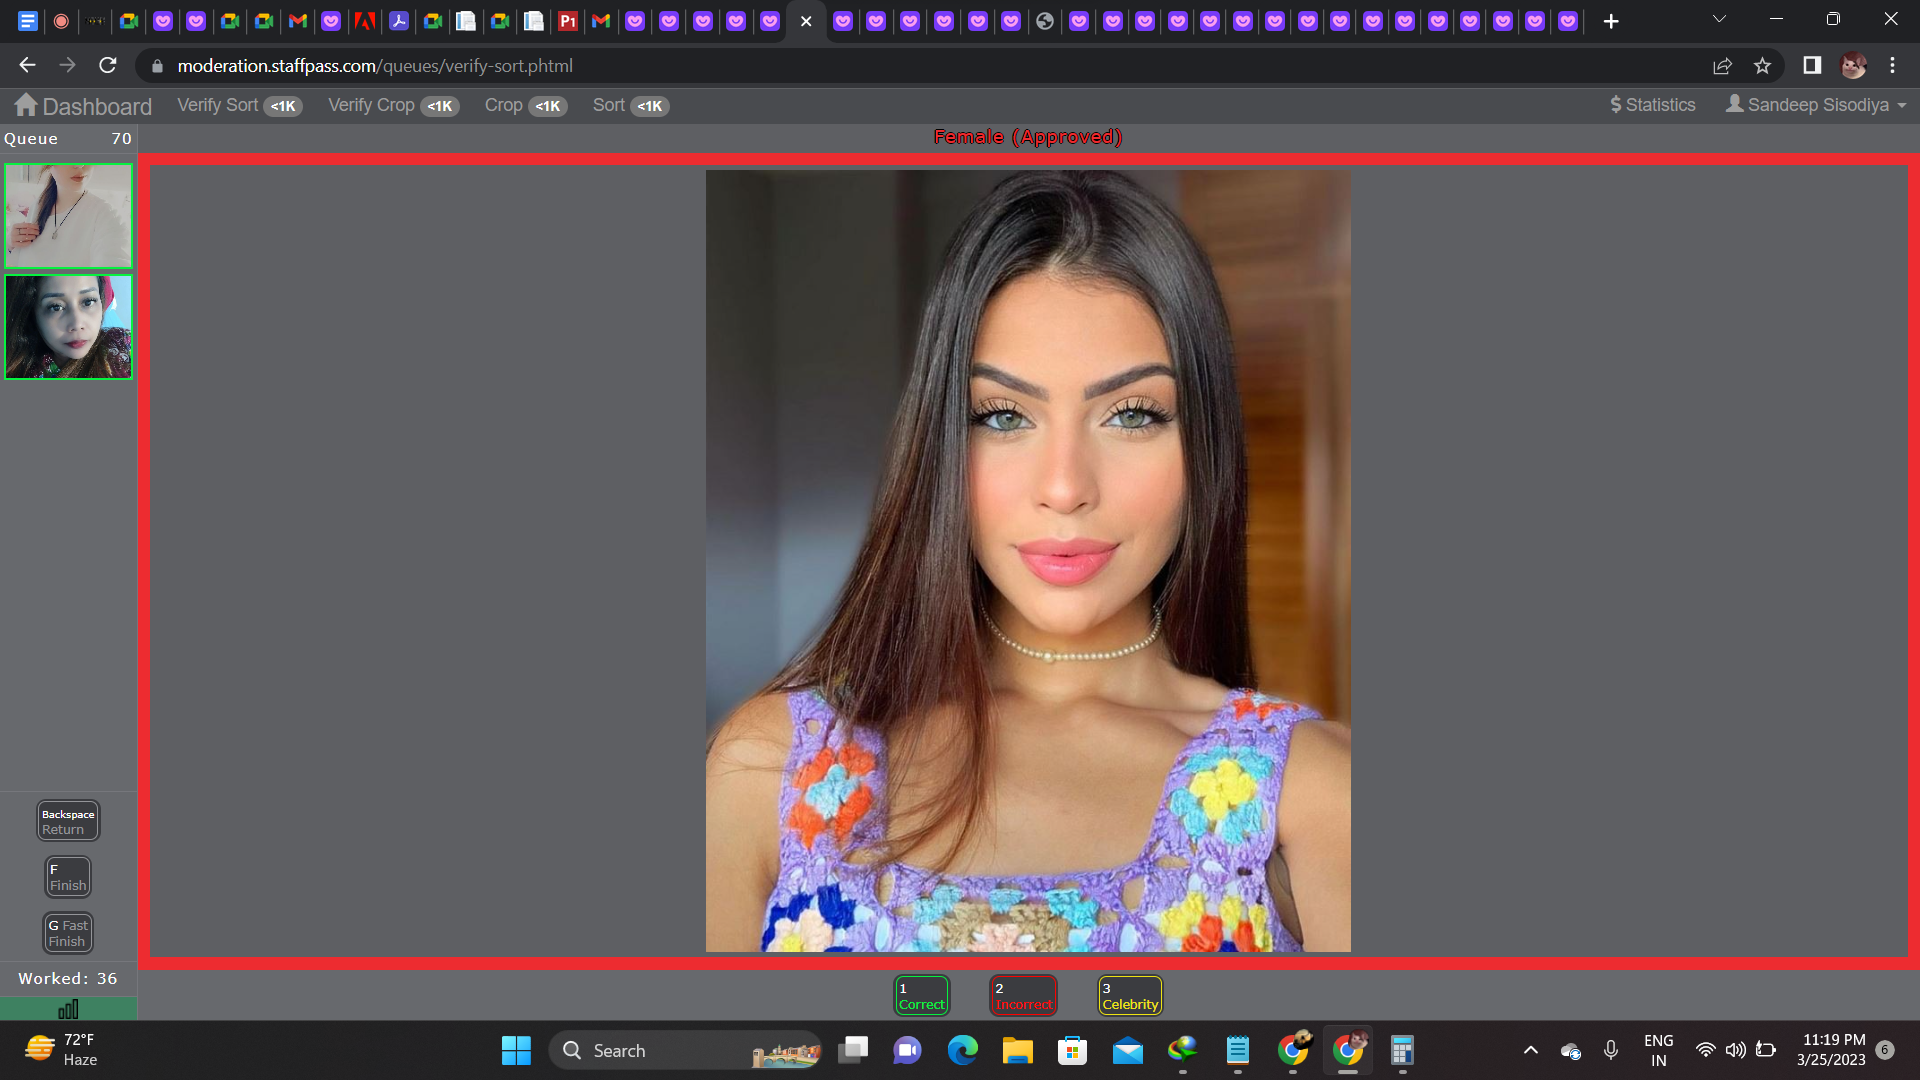 P1
moderation.staffpass.com/queues/verify-sort.phtml
Dashboard Verify Sort <1K Verify Crop <1K Crop <1K Sort <1K $ Statistics Sandeep Sisodiya
Queue 70
Female (Approved)
Backspace
Return
F
Finish
G Fast
Finish
Worked: 36
1
Correct
2
Incorrect
3
Celebrity
72°F
Haze
Search
ENG
IN
11:19 PM
3/25/2023
6